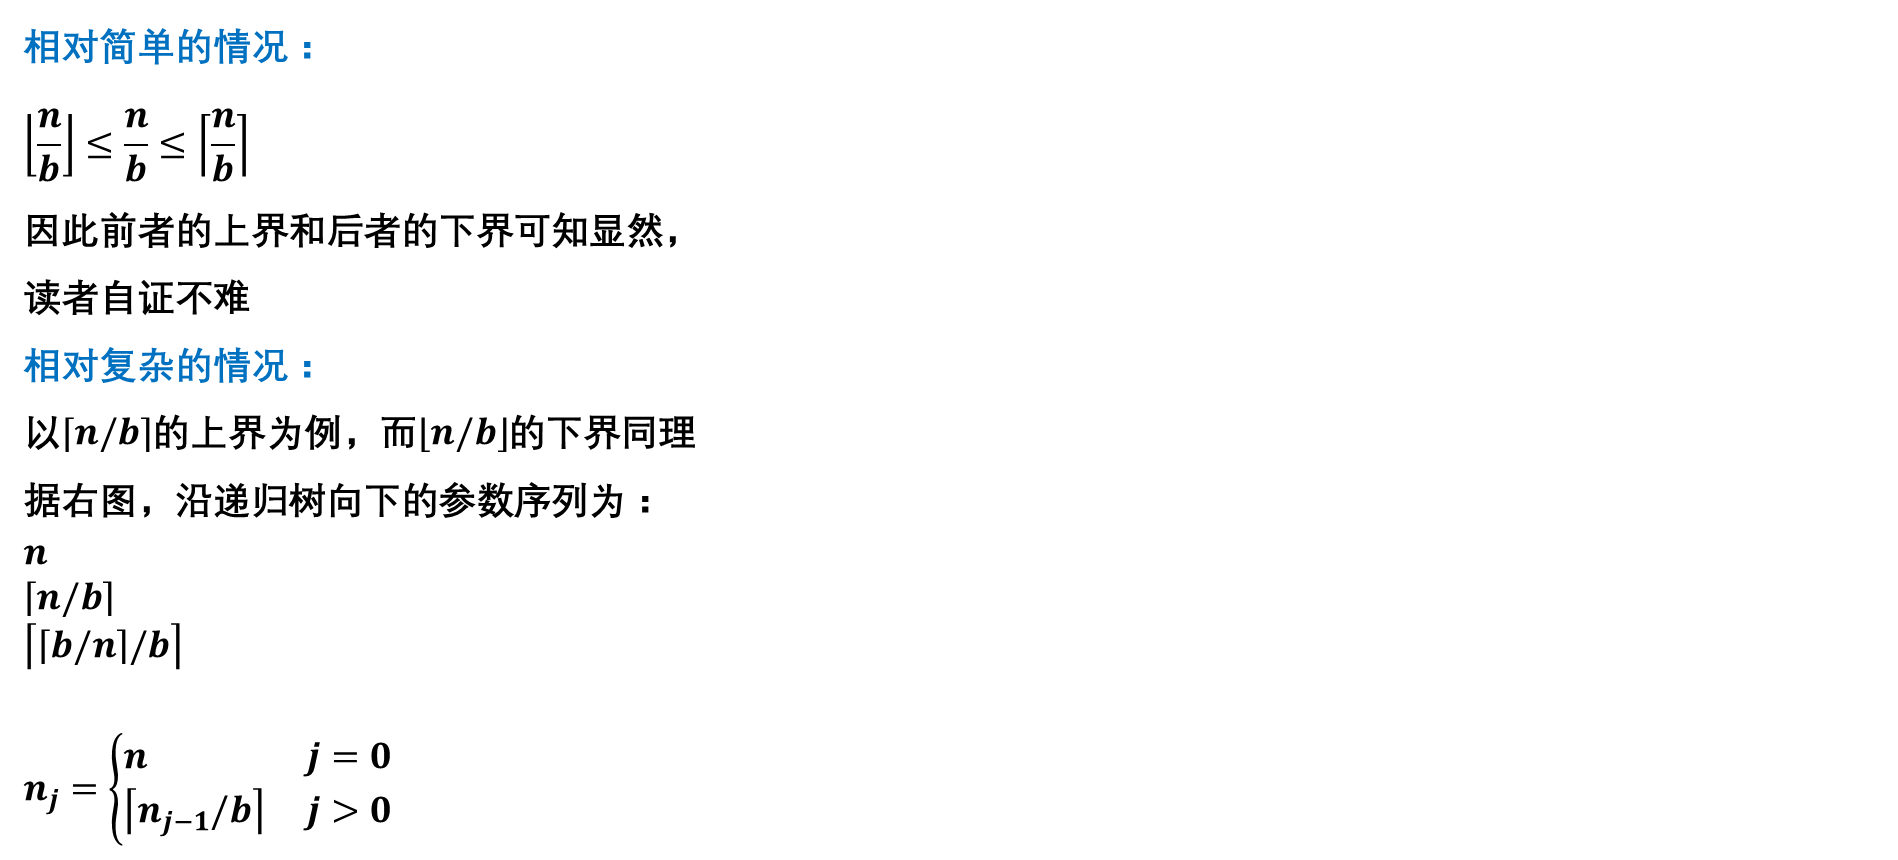 相对简单的情况：
⌊n/b⌋ ≤ n/b ≤ ⌈n/b⌉
因此前者的上界和后者的下界可知显然，
读者自证不难
相对复杂的情况：
以⌈n/b⌉的上界为例，而⌊n/b⌋的下界同理
据右图，沿递归树向下的参数序列为：
n
⌈n/b⌉
⌈⌈b/n⌉/b⌉
n_j = { n j = 0
⌈n_{j−1}/b⌉ j > 0